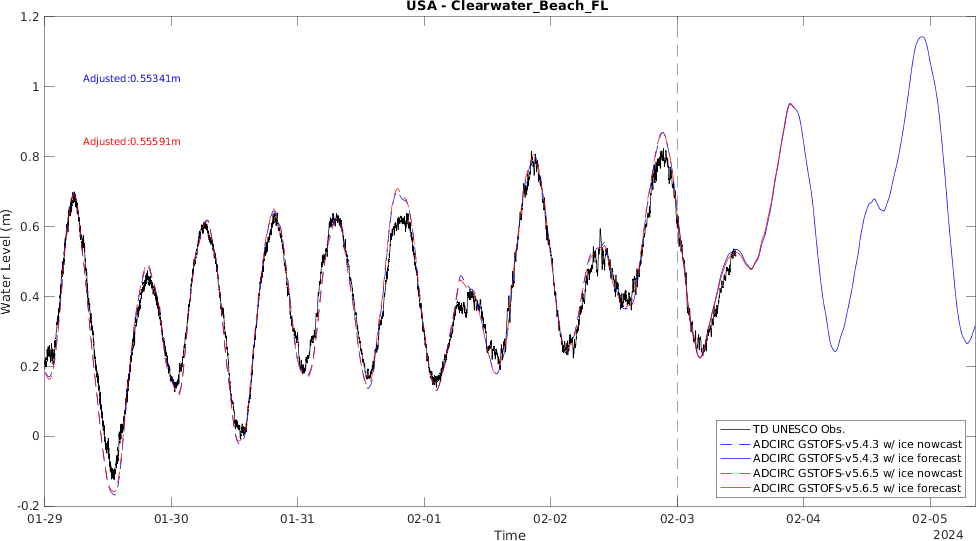 USA - Clearwater_Beach_FL
1.2
1
0.8
0.6
0.4
0.2
0
-0.2
Water Level (m)
Adjusted:0.55341m
Adjusted:0.55591m
TD UNESCO Obs.
ADCIRC GSTOFS-v5.4.3 w/ ice nowcast
ADCIRC GSTOFS-v5.4.3 w/ ice forecast
ADCIRC GSTOFS-v5.6.5 w/ ice nowcast
ADCIRC GSTOFS-v5.6.5 w/ ice forecast
01-29 01-30 01-31 02-01 02-02 02-03 02-04 02-05
Time
2024